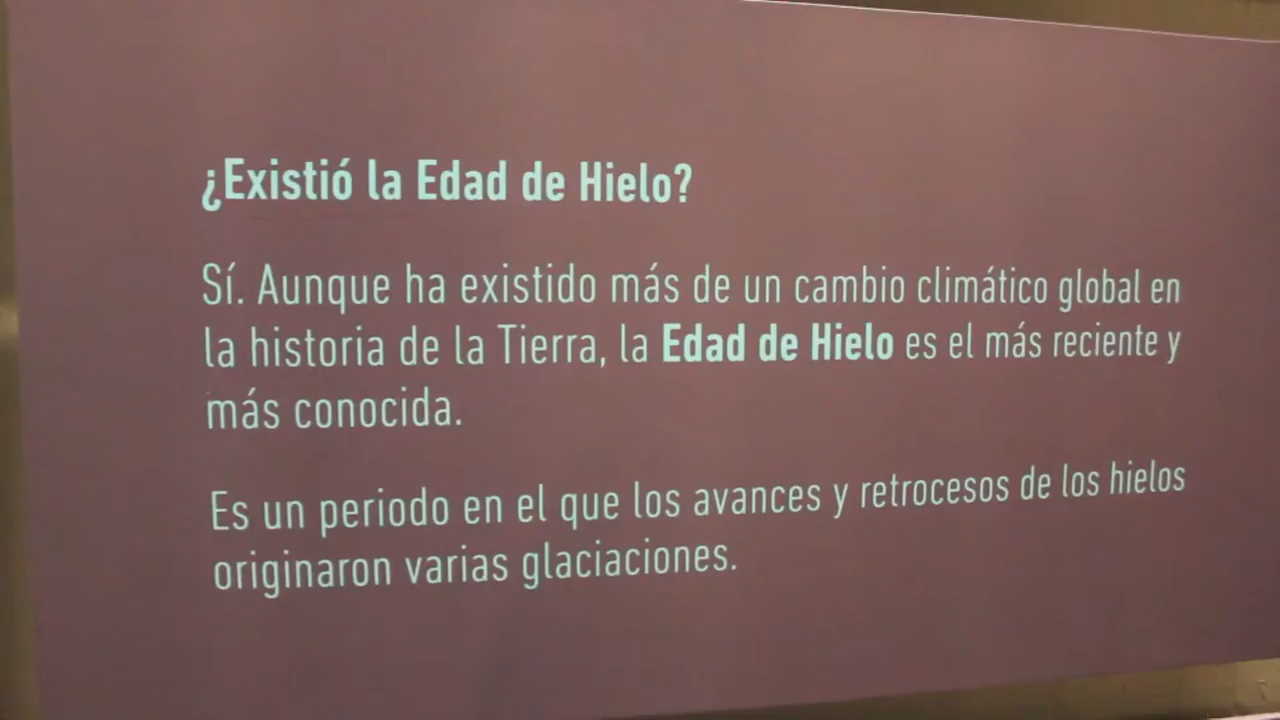 ¿Existió la Edad de Hielo?
Sí. Aunque ha existido más de un cambio climático global en
la historia de la Tierra, la Edad de Hielo es el más reciente y
más conocida.
Es un periodo en el que los avances y retrocesos de los hielos
originaron varias glaciaciones.